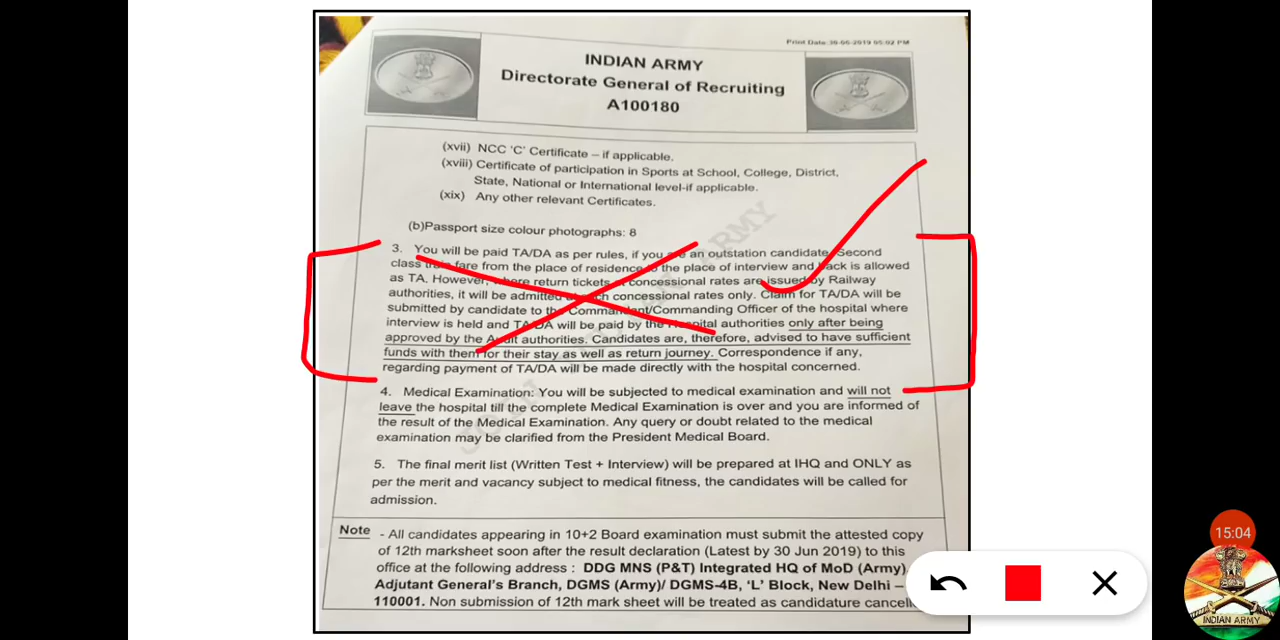 Print Date:30-06-2019 05:02 PM
INDIAN ARMY
Directorate General of Recruiting
A100180
(xvii) NCC 'C' Certificate – if applicable.
(xviii) Certificate of participation in Sports at School, College, District,
State, National or International level-if applicable.
(xix) Any other relevant Certificates.
(b)Passport size colour photographs: 8
3. You will be paid TA/DA as per rules, if you are an outstation candidate. Second
class train fare from the place of residence to the place of interview and back is allowed
as TA. However, where return tickets at concessional rates are issued by Railway
authorities, it will be admitted at such concessional rates only. Claim for TA/DA will be
submitted by candidate to the Commandant/Commanding Officer of the hospital where
interview is held and TA/DA will be paid by the Hospital authorities only after being
approved by the Audit authorities. Candidates are, therefore, advised to have sufficient
funds with them for their stay as well as return journey. Correspondence if any,
regarding payment of TA/DA will be made directly with the hospital concerned.
4. Medical Examination: You will be subjected to medical examination and will not
leave the hospital till the complete Medical Examination is over and you are informed of
the result of the Medical Examination. Any query or doubt related to the medical
examination may be clarified from the President Medical Board.
5. The final merit list (Written Test + Interview) will be prepared at IHQ and ONLY as
per the merit and vacancy subject to medical fitness, the candidates will be called for
admission.
Note - All candidates appearing in 10+2 Board examination must submit the attested copy
of 12th marksheet soon after the result declaration (Latest by 30 Jun 2019) to this
office at the following address : DDG MNS (P&T) Integrated HQ of MoD (Army)
Adjutant General's Branch, DGMS (Army)/ DGMS-4B, 'L' Block, New Delhi –
110001. Non submission of 12th mark sheet will be treated as candidature
15:04
INDIAN ARMY